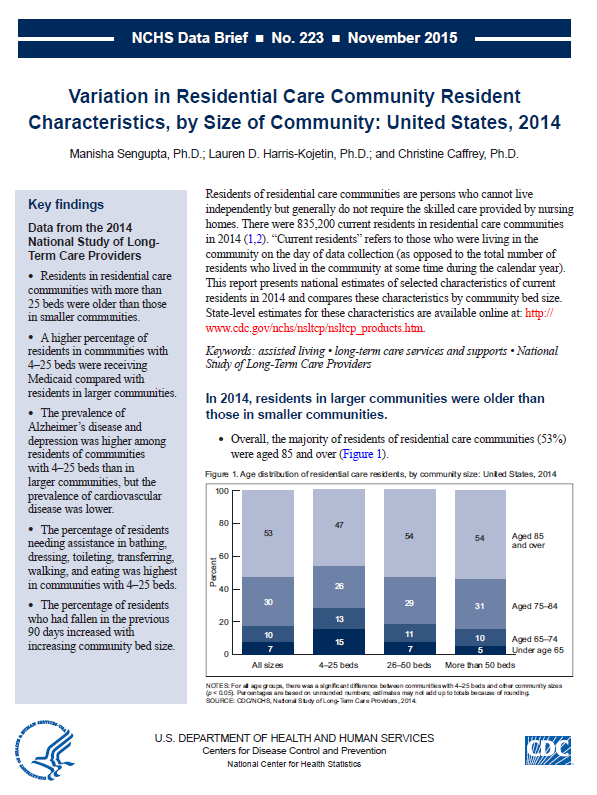 NCHS Data Brief ■ No. 223 ■ November 2015
Variation in Residential Care Community Resident
Characteristics, by Size of Community: United States, 2014
Manisha Sengupta, Ph.D.; Lauren D. Harris-Kojetin, Ph.D.; and Christine Caffrey, Ph.D.
Key findings
Data from the 2014
National Study of Long-
Term Care Providers
• Residents in residential care
communities with more than
25 beds were older than those
in smaller communities.
• A higher percentage of
residents in communities with
4–25 beds were receiving
Medicaid compared with
residents in larger communities.
• The prevalence of
Alzheimer's disease and
depression was higher among
residents of communities
with 4–25 beds than in
larger communities, but the
prevalence of cardiovascular
disease was lower.
• The percentage of residents
needing assistance in bathing,
dressing, toileting, transferring,
walking, and eating was highest
in communities with 4–25 beds.
• The percentage of residents
who had fallen in the previous
90 days increased with
increasing community bed size.
Residents of residential care communities are persons who cannot live
independently but generally do not require the skilled care provided by nursing
homes. There were 835,200 current residents in residential care communities
in 2014 (1,2). “Current residents” refers to those who were living in the
community on the day of data collection (as opposed to the total number of
residents who lived in the community at some time during the calendar year).
This report presents national estimates of selected characteristics of current
residents in 2014 and compares these characteristics by community bed size.
State-level estimates for these characteristics are available online at: http://
www.cdc.gov/nchs/nsltcp/nsltcp_products.htm.
Keywords: assisted living • long-term care services and supports • National
Study of Long-Term Care Providers
In 2014, residents in larger communities were older than
those in smaller communities.
• Overall, the majority of residents of residential care communities (53%)
were aged 85 and over (Figure 1).
Figure 1. Age distribution of residential care residents, by community size: United States, 2014
Percent
100
80
60
40
20
0
53
30
10
7
47
26
13
15
54
29
11
7
54
31
10
5
Aged 85
and over
Aged 75–84
Aged 65–74
Under age 65
All sizes
4–25 beds
26–50 beds
More than 50 beds
NOTES: For all age groups, there was a significant difference between communities with 4–25 beds and other community sizes
(p < 0.05). Percentages are based on unrounded numbers; estimates may not add up to totals because of rounding.
SOURCE: CDC/NCHS, National Study of Long-Term Care Providers, 2014.
U.S. DEPARTMENT OF HEALTH AND HUMAN SERVICES
Centers for Disease Control and Prevention
National Center for Health Statistics
CDC